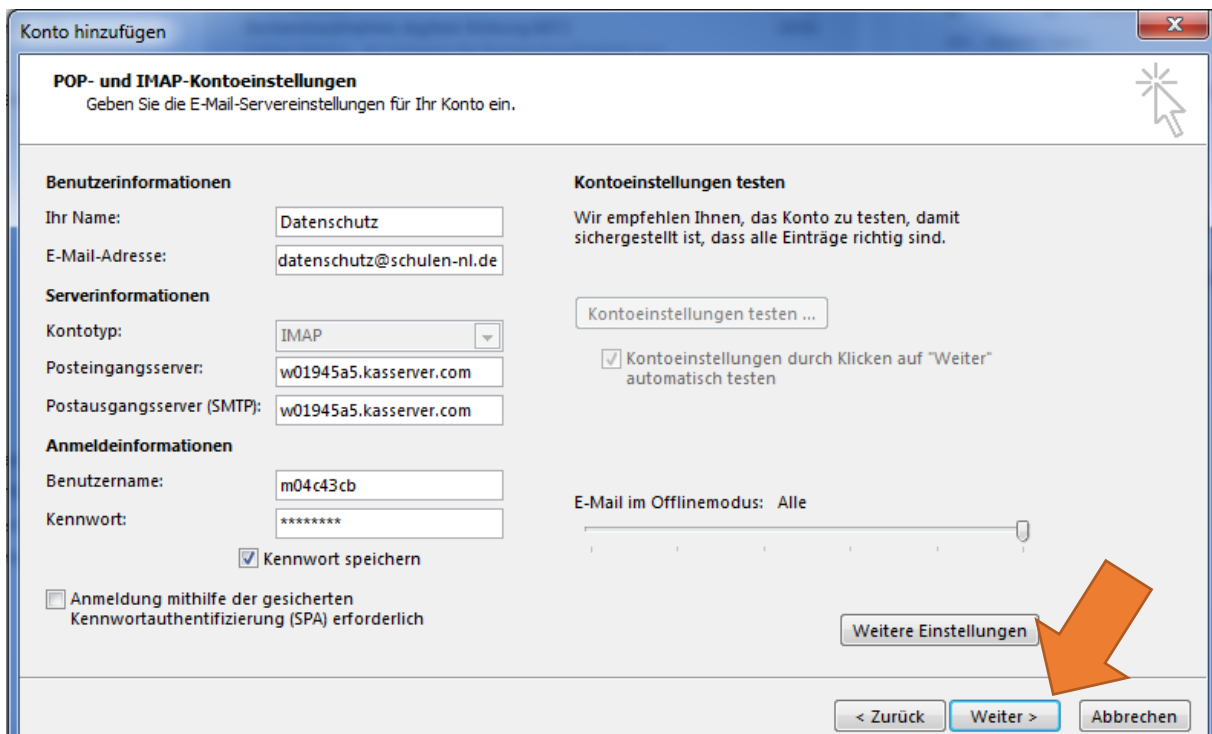 Konto hinzufügen
POP- und IMAP-Kontoeinstellungen
Geben Sie die E-Mail-Servereinstellungen für Ihr Konto ein.
Benutzerinformationen
Ihr Name:
Datenschutz
E-Mail-Adresse:
datenschutz@schulen-nl.de
Serverinformationen
Kontotyp:
IMAP
Posteingangsserver:
w01945a5.kasserver.com
Postausgangsserver (SMTP):
w01945a5.kasserver.com
Anmeldeinformationen
Benutzername:
m04c43cb
Kennwort:
********
Kennwort speichern
Anmeldung mithilfe der gesicherten
Kennwortauthentifizierung (SPA) erforderlich
Kontoeinstellungen testen
Wir empfehlen Ihnen, das Konto zu testen, damit
sichergestellt ist, dass alle Einträge richtig sind.
Kontoeinstellungen testen ...
Kontoeinstellungen durch Klicken auf "Weiter"
automatisch testen
E-Mail im Offlinemodus: Alle
Weitere Einstellungen
< Zurück
Weiter >
Abbrechen